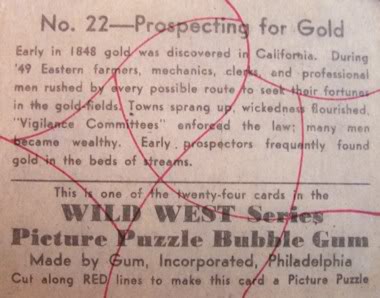 No. 22—Prospecting for Gold
Early in 1848 gold was discovered in California. During
'49 Eastern farmers, mechanics, clerks, and professional
men rushed by every possible route to seek their fortunes
in the gold-fields. Towns sprang up, wickedness flourished.
"Vigilance Committees" enforced the law; many men
became wealthy. Early prospectors frequently found
gold in the beds of streams.
This is one of the twenty-four cards in the
WILD WEST Series
Picture Puzzle Bubble Gum
Made by Gum, Incorporated, Philadelphia
Cut along RED lines to make this card a Picture Puzzle